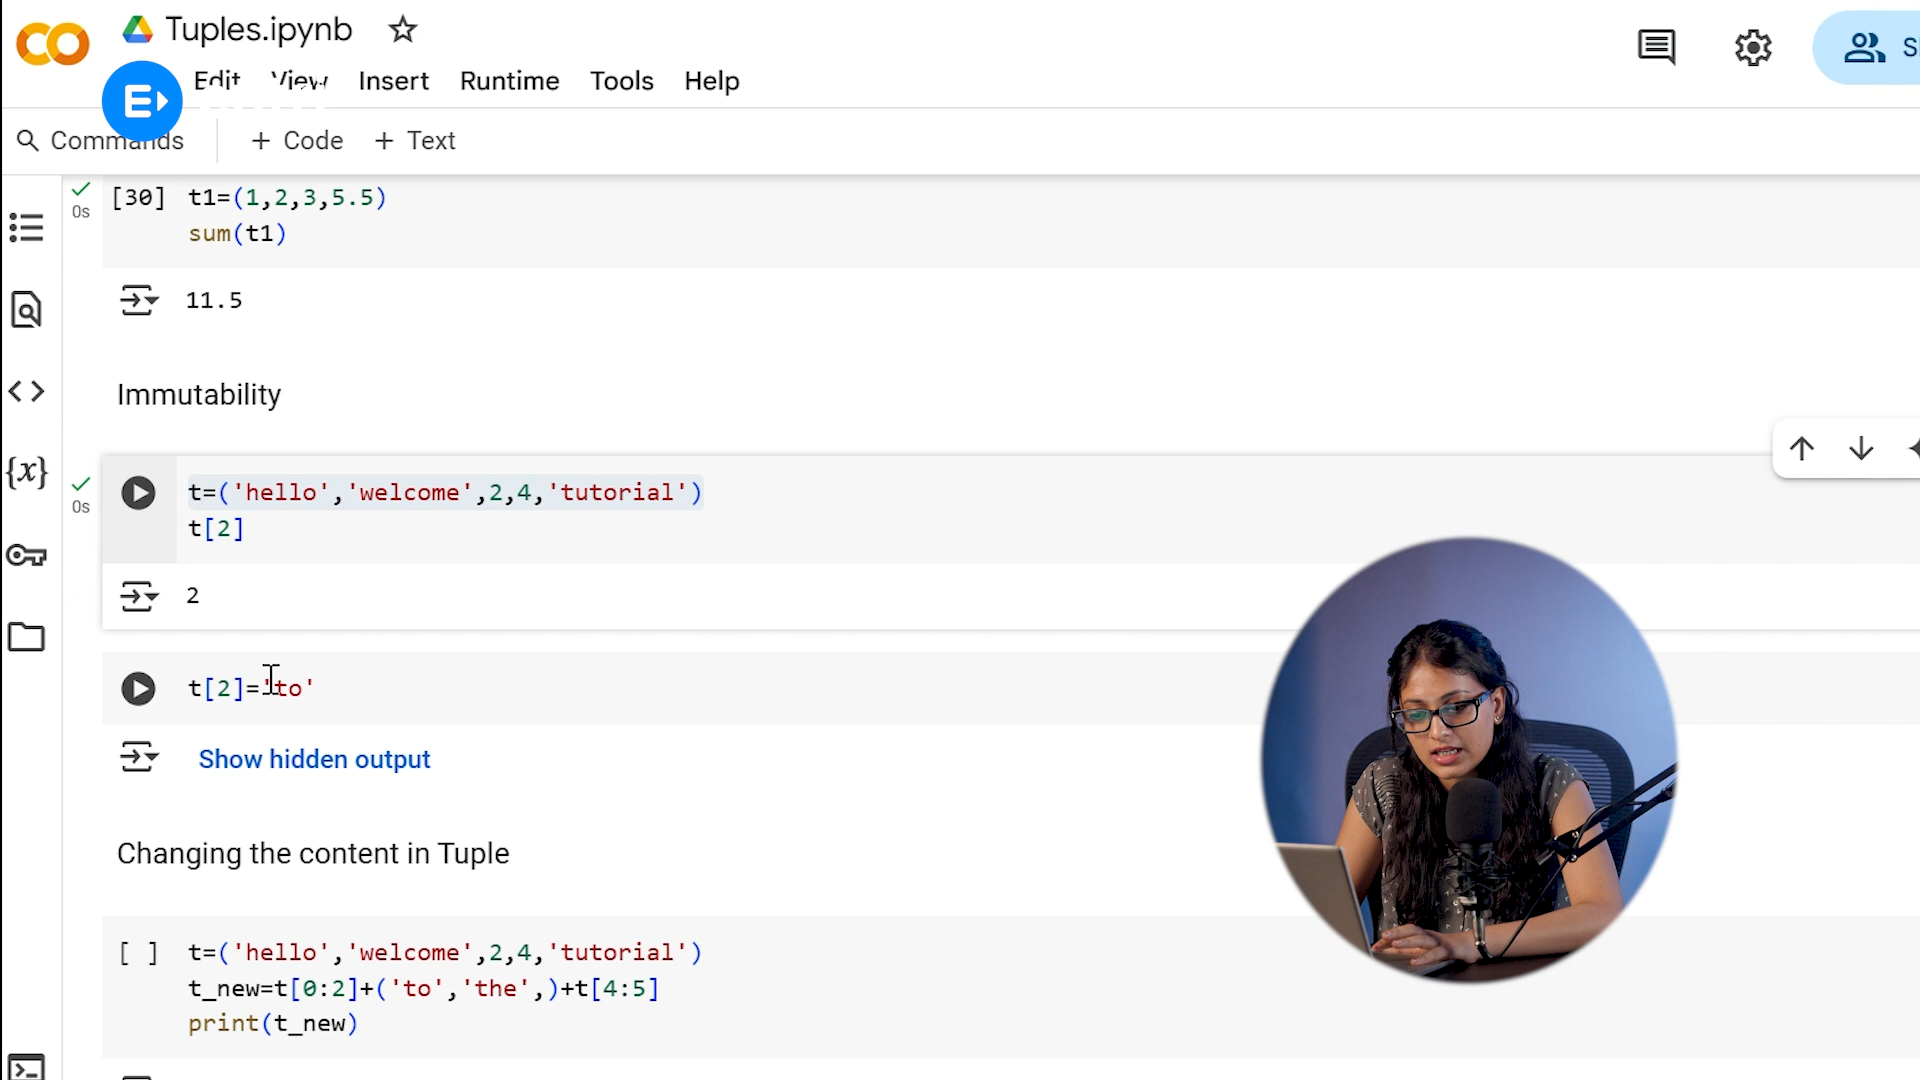 Tuples.ipynb
Edit View Insert Runtime Tools Help
Commands + Code + Text
[30] t1=(1,2,3,5.5)
0s
sum(t1)
11.5
Immutability
t=('hello','welcome',2,4,'tutorial')
0s
t[2]
2
t[2]='to'
Show hidden output
Changing the content in Tuple
[ ] t=('hello','welcome',2,4,'tutorial')
t_new=t[0:2]+('to','the',)+t[4:5]
print(t_new)